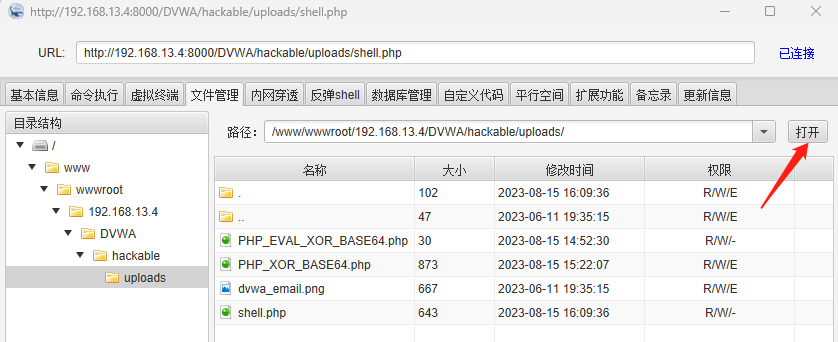 http://192.168.13.4:8000/DVWA/hackable/uploads/shell.php
URL: http://192.168.13.4:8000/DVWA/hackable/uploads/shell.php 已连接
基本信息 命令执行 虚拟终端 文件管理 内网穿透 反弹shell 数据库管理 自定义代码 平行空间 扩展功能 备忘录 更新信息
目录结构
/
www
wwwroot
192.168.13.4
DVWA
hackable
uploads
路径: /www/wwwroot/192.168.13.4/DVWA/hackable/uploads/ 打开
名称 大小 修改时间 权限
. 102 2023-08-15 16:09:36 R/W/E
.. 47 2023-06-11 19:35:15 R/W/E
PHP_EVAL_XOR_BASE64.php 30 2023-08-15 14:52:30 R/W/-
PHP_XOR_BASE64.php 873 2023-08-15 15:22:07 R/W/E
dvwa_email.png 667 2023-06-11 19:35:15 R/W/E
shell.php 643 2023-08-15 16:09:36 R/W/-